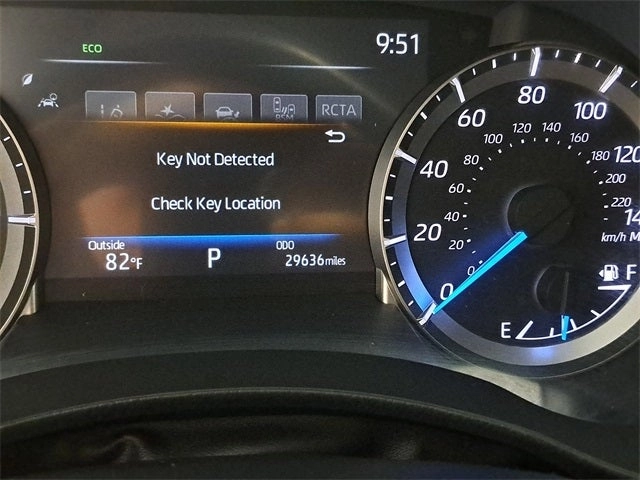 ECO
9:51
BSM
RCTA
Key Not Detected
Check Key Location
Outside
82°F
P
ODO
29636 miles
0
20
40
60
80
100
120
0
20
40
60
80
100
120
140
160
180
200
220
km/h
E
F